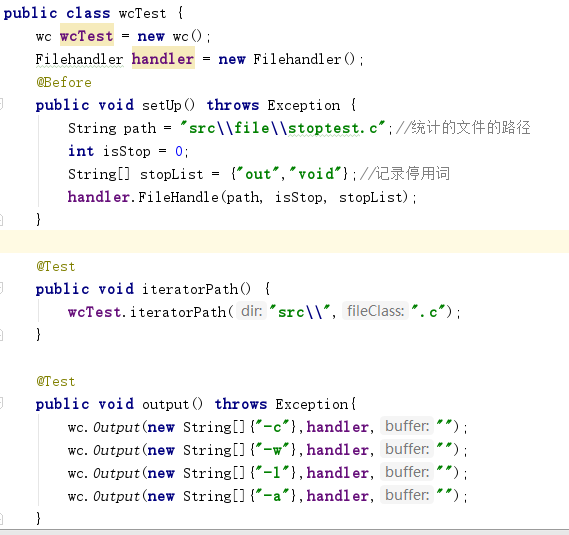 public class wcTest {
wc wcTest = new wc();
Filehandler handler = new Filehandler();
@Before
public void setUp() throws Exception {
String path = "src\\file\\stoptest.c";//统计的文件的路径
int isStop = 0;
String[] stopList = {"out","void"};//记录停用词
handler.FileHandle(path, isStop, stopList);
}
@Test
public void iteratorPath() {
wcTest.iteratorPath( dir: "src\\", fileClass: ".c");
}
@Test
public void output() throws Exception{
wc.Output(new String[]{"-c"},handler, buffer: "");
wc.Output(new String[]{"-w"},handler, buffer: "");
wc.Output(new String[]{"-l"},handler, buffer: "");
wc.Output(new String[]{"-a"},handler, buffer: "");
}